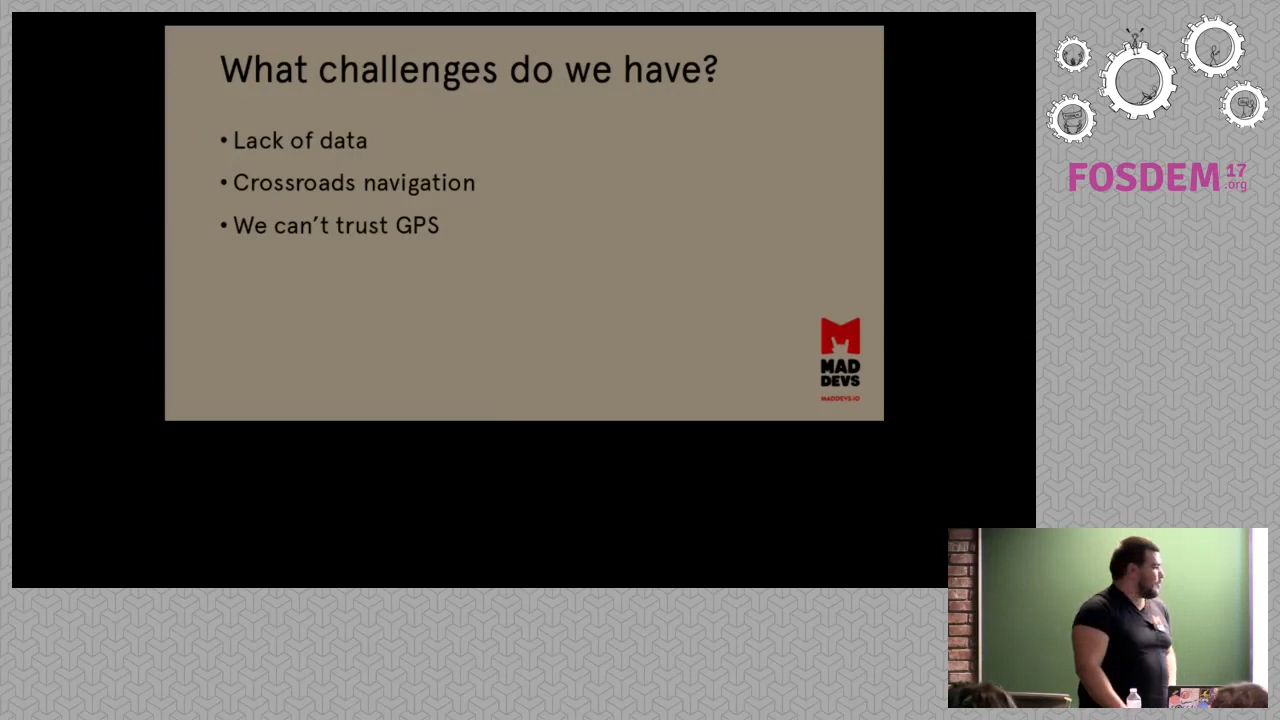 What challenges do we have?
• Lack of data
• Crossroads navigation
• We can't trust GPS
MAD
DEVS
MADDEVS.IO
FOSDEM 17
.org